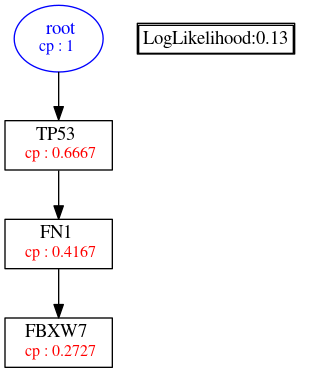 root
cp : 1
LogLikelihood:0.13
TP53
cp : 0.6667
FN1
cp : 0.4167
FBXW7
cp : 0.2727